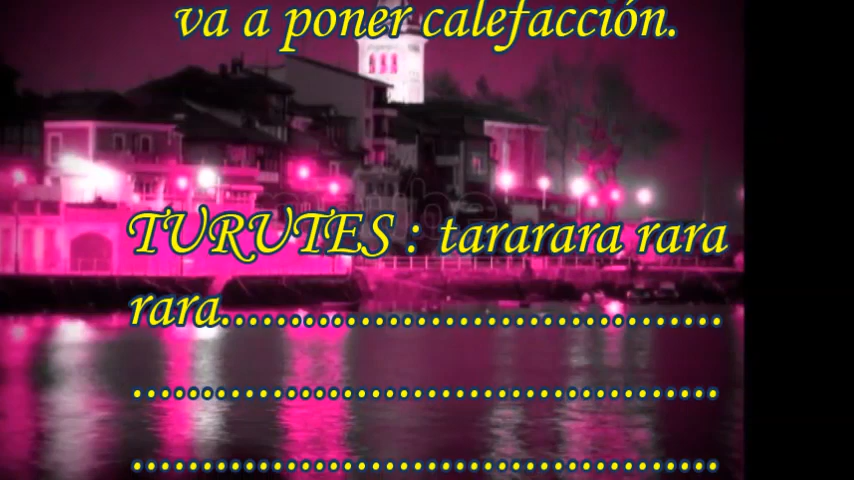 va a poner calefacción.
TURUTES : tararara rara
rara....................................
..........................................
..........................................